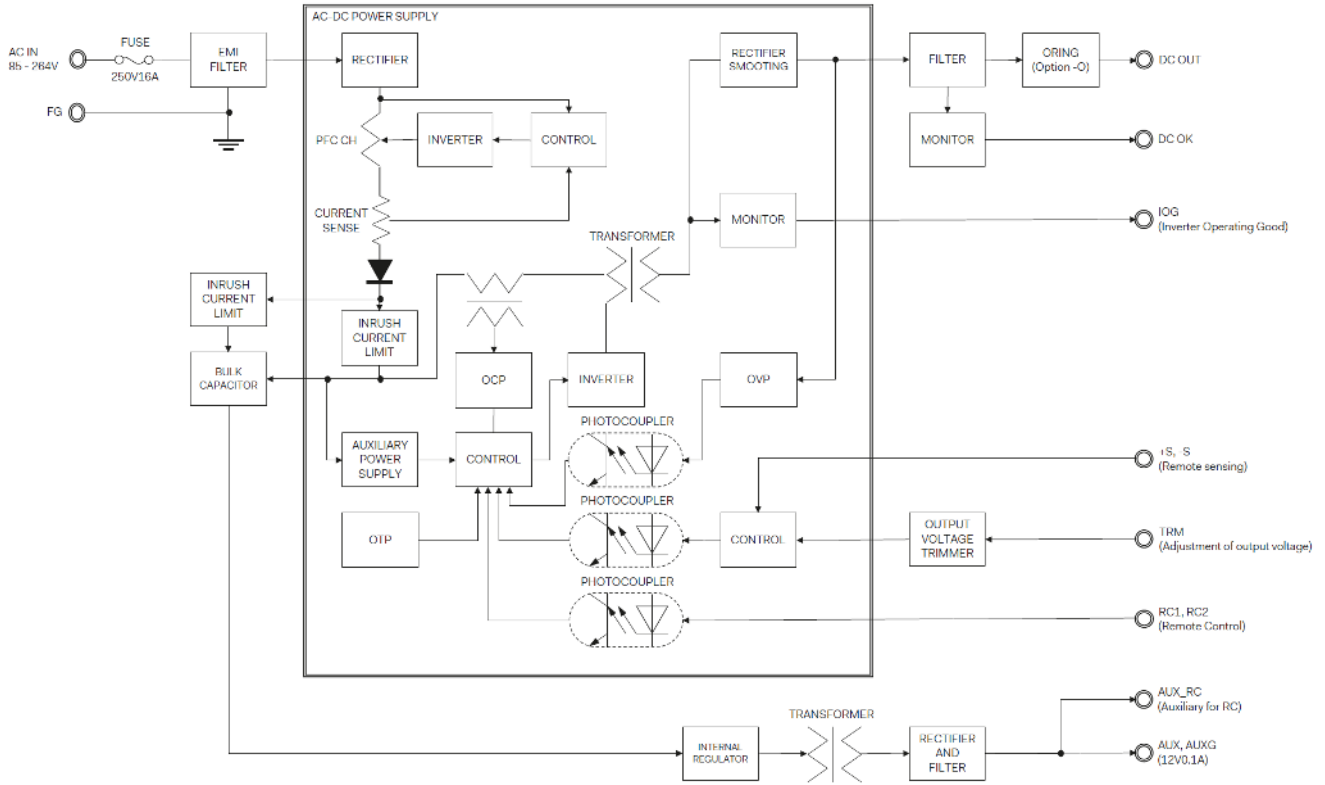 AC-DC POWER SUPPLY
AC IN
85 - 264V
FUSE
250V16A
EMI
FILTER
RECTIFIER
RECTIFIER
SMOOTING
FILTER
ORING
(Option -O)
DC OUT
FG
PFC CH
INVERTER
CONTROL
MONITOR
DC OK
CURRENT
SENSE
TRANSFORMER
MONITOR
IOG
(Inverter Operating Good)
INRUSH
CURRENT
LIMIT
INRUSH
CURRENT
LIMIT
BULK
CAPACITOR
OCP
INVERTER
OVP
PHOTOCOUPLER
AUXILIARY
POWER
SUPPLY
CONTROL
+S, -S
(Remote sensing)
PHOTOCOUPLER
OTP
CONTROL
OUTPUT
VOLTAGE
TRIMMER
TRM
(Adjustment of output voltage)
PHOTOCOUPLER
RC1, RC2
(Remote Control)
AUX_RC
(Auxiliary for RC)
TRANSFORMER
INTERNAL
REGULATOR
RECTIFIER
AND
FILTER
AUX, AUXG
(12V0.1A)